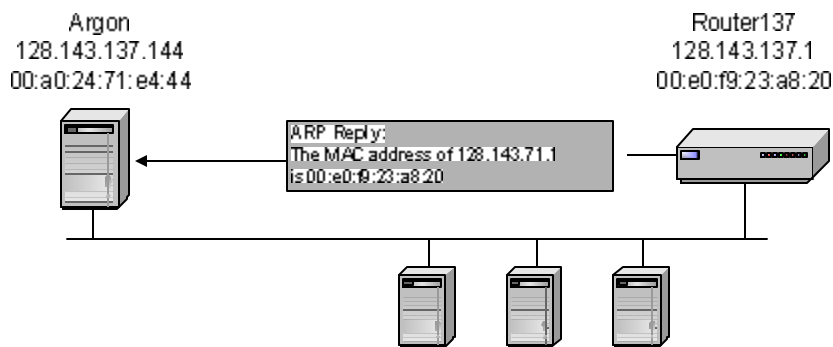 Argon
128.143.137.144
00:a0:24:71:e4:44
Router137
128.143.137.1
00:e0:f9:23:a8:20
ARP Reply:
The MAC address of 128.143.71.1
is 00:e0:f9:23:a8:20